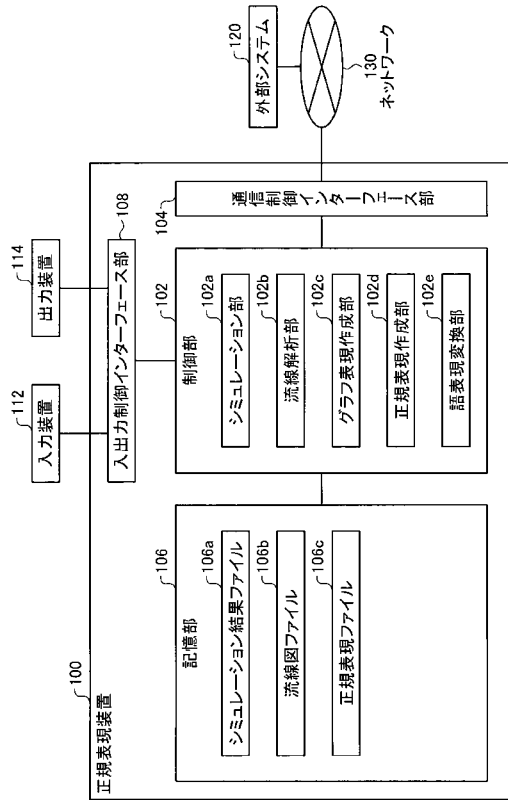 100
正規表現装置
112
入力装置
114
出力装置
108
入出力制御インターフェース部
106
記憶部
106a
シミュレーション結果ファイル
106b
流線図ファイル
106c
正規表現ファイル
102
制御部
102a
シミュレーション部
102b
流線解析部
102c
グラフ表現作成部
102d
正規表現作成部
102e
語表現変換部
104
通信制御インターフェース部
120
外部システム
130
ネットワーク